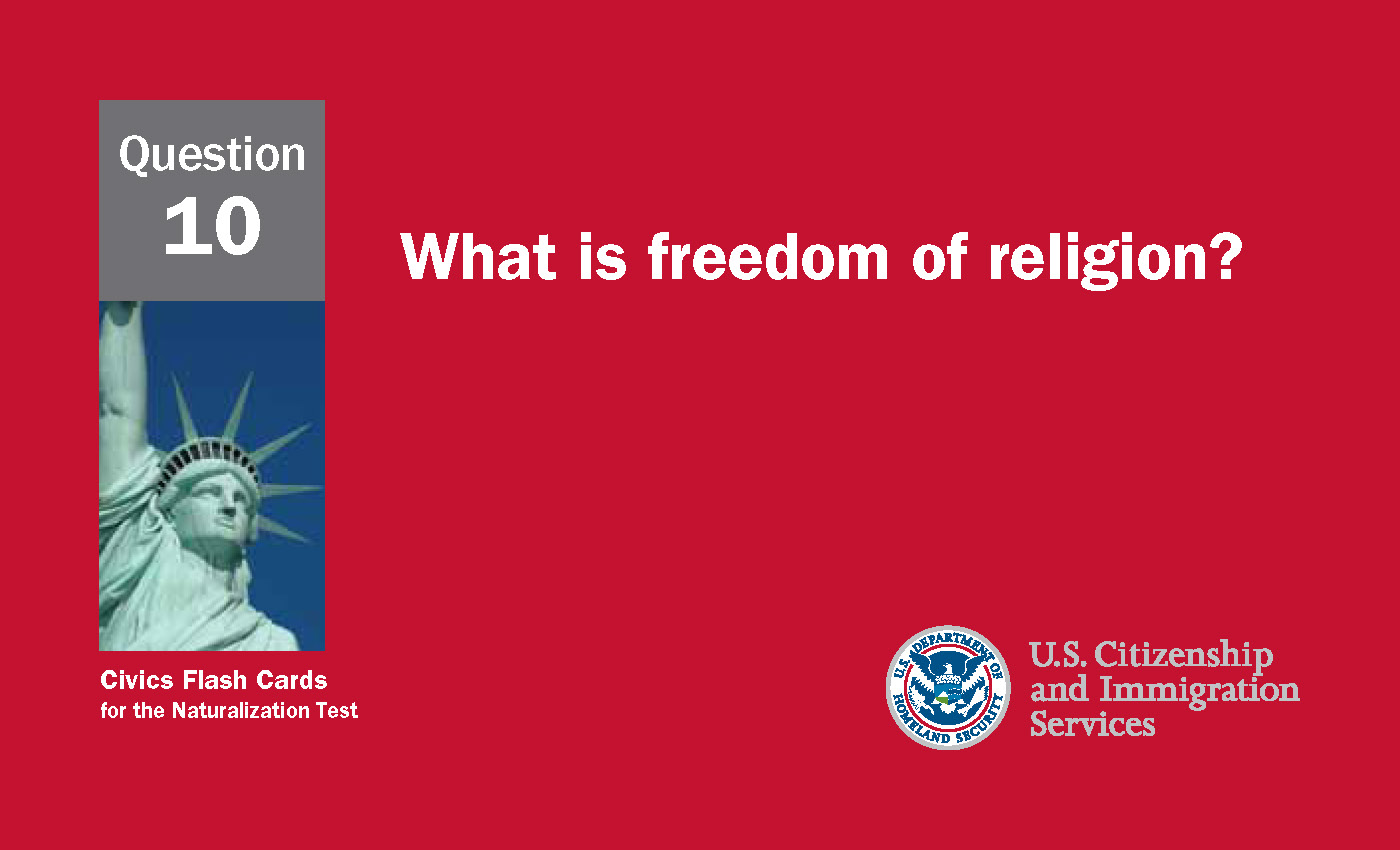 Question
10
What is freedom of religion?
Civics Flash Cards
for the Naturalization Test
U.S. DEPARTMENT OF
HOMELAND SECURITY
U.S. Citizenship
and Immigration
Services